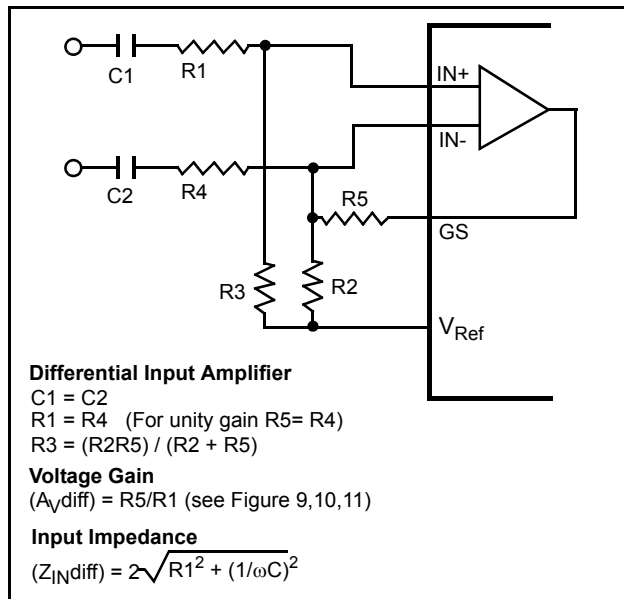 C1
R1
IN+
IN-
C2
R4
R5
GS
R3
R2
VRef
Differential Input Amplifier
C1 = C2
R1 = R4 (For unity gain R5= R4)
R3 = (R2R5) / (R2 + R5)
Voltage Gain
(AVdiff) = R5/R1 (see Figure 9,10,11)
Input Impedance
(ZINdiff) = 2√R1² + (1/ωC)²